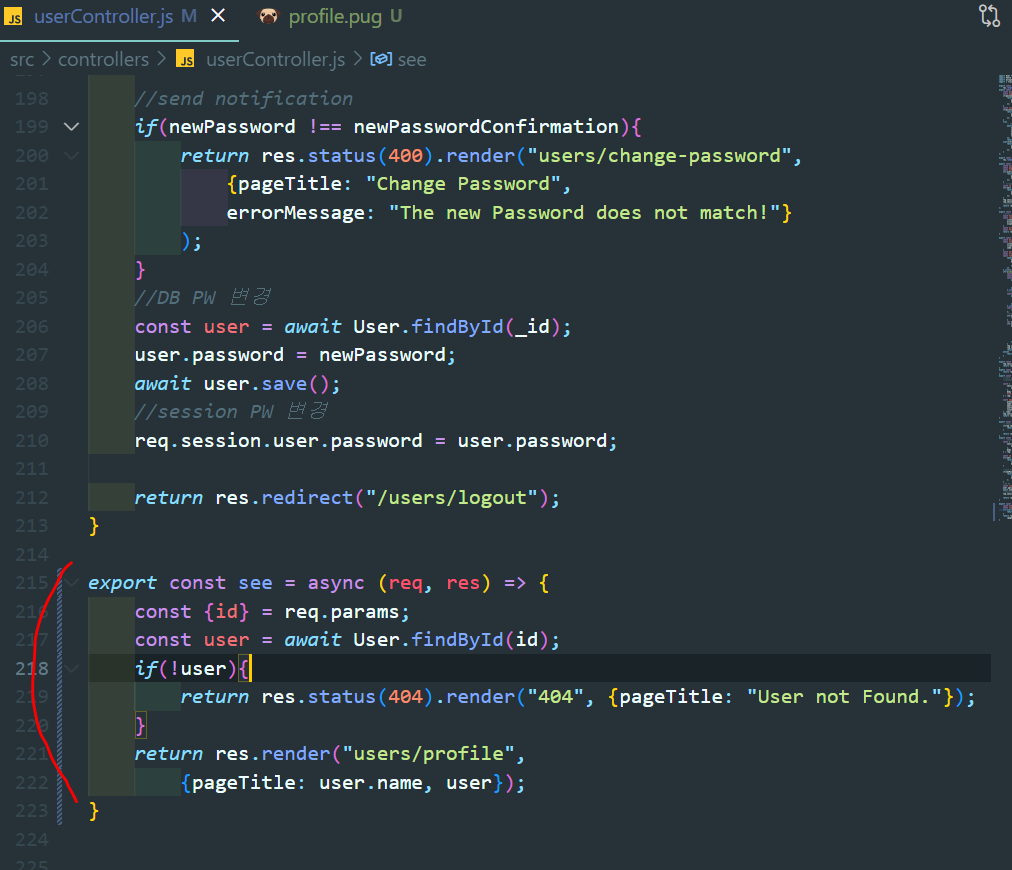 JS userController.js M
profile.pug U
src > controllers > JS userController.js > see
198 //send notification
199 if(newPassword !== newPasswordConfirmation){
200 return res.status(400).render("users/change-password",
201 {pageTitle: "Change Password",
202 errorMessage: "The new Password does not match!"}
203 );
204 }
205 //DB PW 변경
206 const user = await User.findById(_id);
207 user.password = newPassword;
208 await user.save();
209 //session PW 변경
210 req.session.user.password = user.password;
211
212 return res.redirect("/users/logout");
213 }
214
215 export const see = async (req, res) => {
216 const {id} = req.params;
217 const user = await User.findById(id);
218 if(!user){
219 return res.status(404).render("404", {pageTitle: "User not Found."});
220 }
221 return res.render("users/profile",
222 {pageTitle: user.name, user});
223 }
224
225